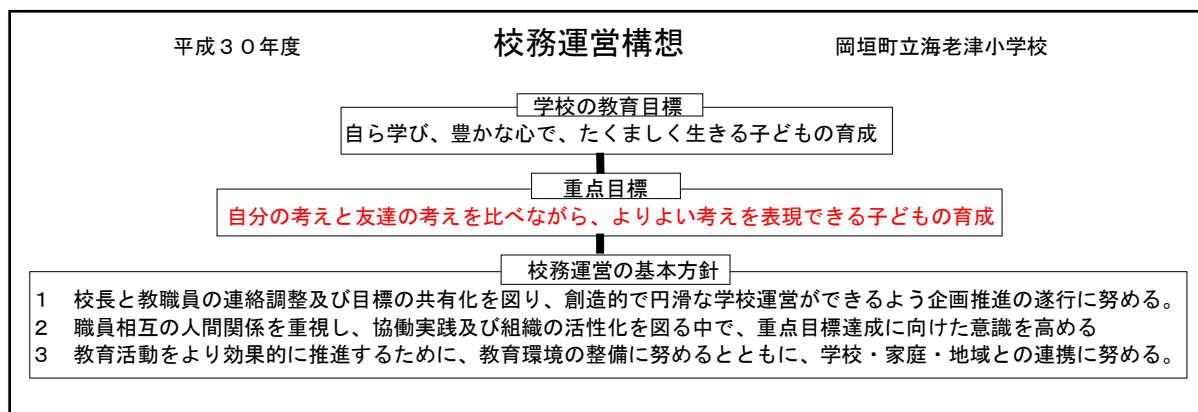 平成３０年度　校務運営構想　岡垣町立海老津小学校
学校の教育目標
自ら学び、豊かな心で、たくましく生きる子どもの育成
重点目標
自分の考えと友達の考えを比べながら、よりよい考えを表現できる子どもの育成
校務運営の基本方針
１　校長と教職員の連絡調整及び目標の共有化を図り、創造的で円滑な学校運営ができるよう企画推進の遂行に努める。
２　職員相互の人間関係を重視し、協働実践及び組織の活性化を図る中で、重点目標達成に向けた意識を高める
３　教育活動をより効果的に推進するために、教育環境の整備に努めるとともに、学校・家庭・地域との連携に努める。